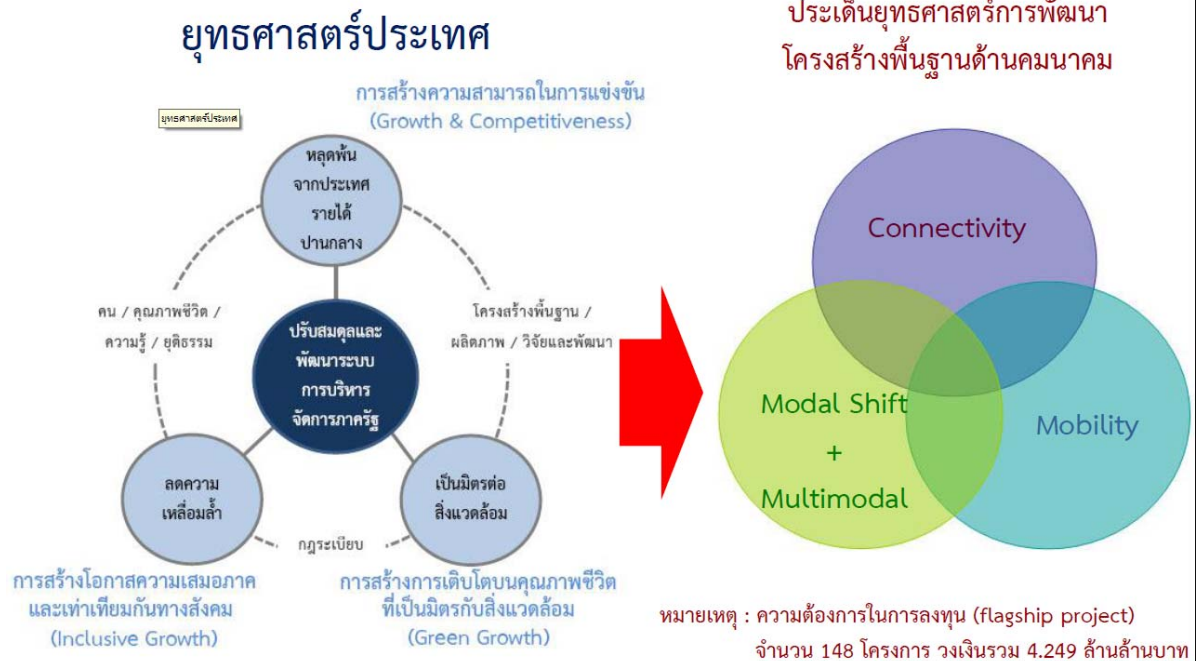 ยุทธศาสตร์ประเทศ
ยุทธศาสตร์ประเทศ
การสร้างความสามารถในการแข่งขัน
(Growth & Competitiveness)
หลุดพ้น
จากประเทศ
รายได้
ปานกลาง
คน / คุณภาพชีวิต /
ความรู้ / ยุติธรรม
โครงสร้างพื้นฐาน /
ผลิตภาพ / วิจัยและพัฒนา
ปรับสมดุลและ
พัฒนาระบบ
การบริหาร
จัดการภาครัฐ
ลดความ
เหลื่อมล้ำ
เป็นมิตรต่อ
สิ่งแวดล้อม
กฎระเบียบ
การสร้างโอกาสความเสมอภาค
และเท่าเทียมกันทางสังคม
(Inclusive Growth)
การสร้างการเติบโตบนคุณภาพชีวิต
ที่เป็นมิตรกับสิ่งแวดล้อม
(Green Growth)
ประเด็นยุทธศาสตร์การพัฒนา
โครงสร้างพื้นฐานด้านคมนาคม
Connectivity
Modal Shift
+
Multimodal
Mobility
หมายเหตุ : ความต้องการในการลงทุน (flagship project)
จำนวน 148 โครงการ วงเงินรวม 4.249 ล้านล้านบาท